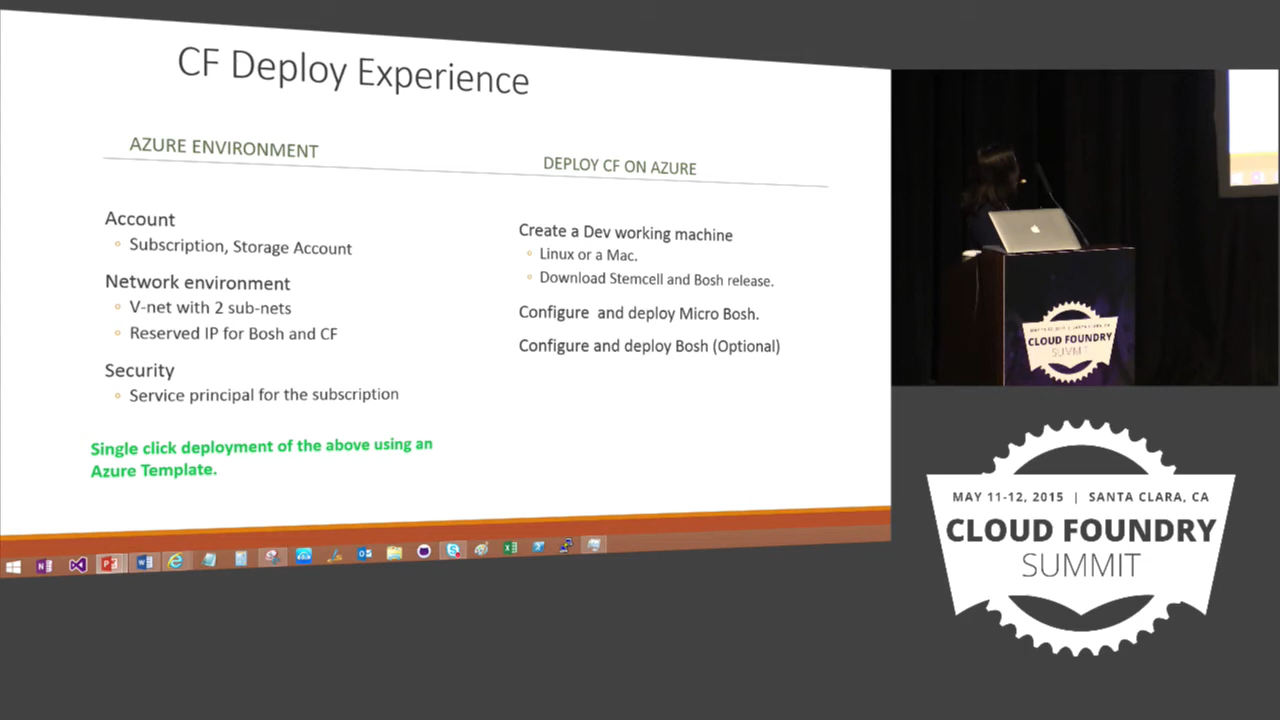 CF Deploy Experience
AZURE ENVIRONMENT
Account
Subscription, Storage Account
Network environment
V-net with 2 sub-nets
Reserved IP for Bosh and CF
Security
Service principal for the subscription
Single click deployment of the above using an
Azure Template.
DEPLOY CF ON AZURE
Create a Dev working machine
Linux or a Mac.
Download Stemcell and Bosh release.
Configure and deploy Micro Bosh.
Configure and deploy Bosh (Optional)
CLOUD FOUNDRY
SUMMIT
MAY 11-12, 2015 | SANTA CLARA, CA
CLOUD FOUNDRY
SUMMIT